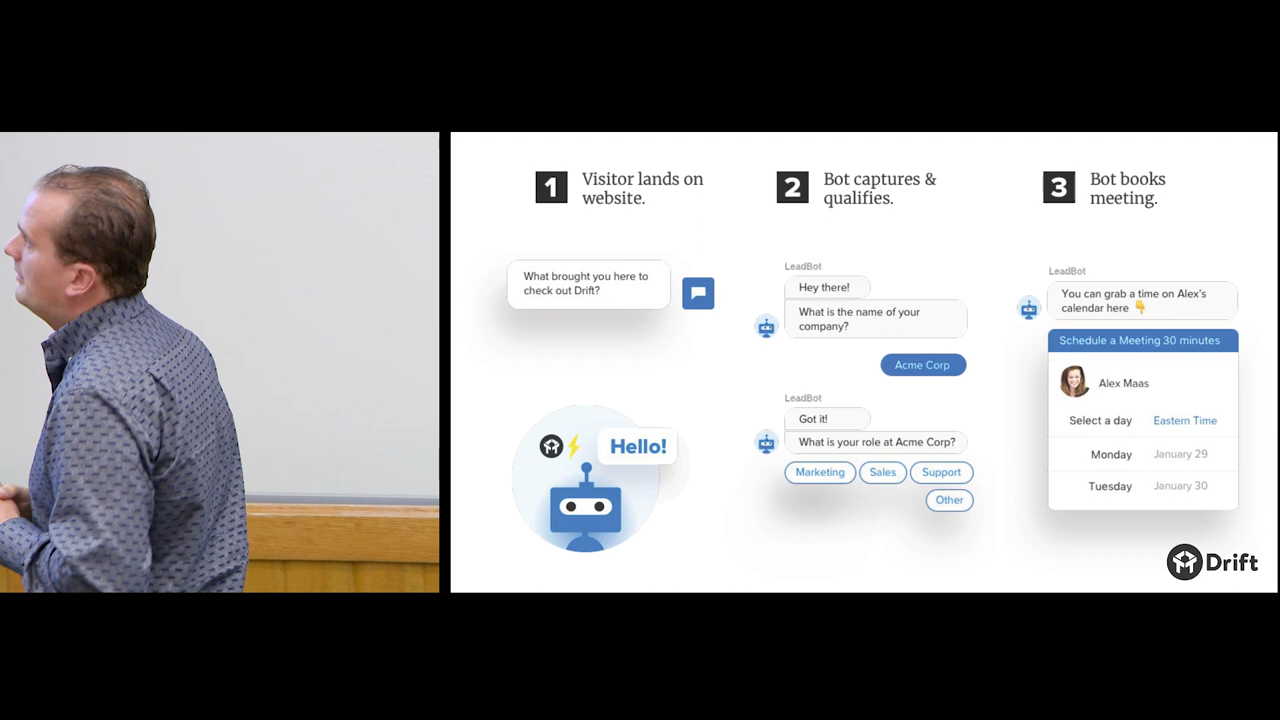 1
Visitor lands on
website.
What brought you here to
check out Drift?
Hello!
2
Bot captures &
qualifies.
LeadBot
Hey there!
What is the name of your
company?
Acme Corp
LeadBot
Got it!
What is your role at Acme Corp?
Marketing
Sales
Support
Other
3
Bot books
meeting.
LeadBot
You can grab a time on Alex's
calendar here 👇
Schedule a Meeting 30 minutes
Alex Maas
Select a day Eastern Time
Monday January 29
Tuesday January 30
Drift